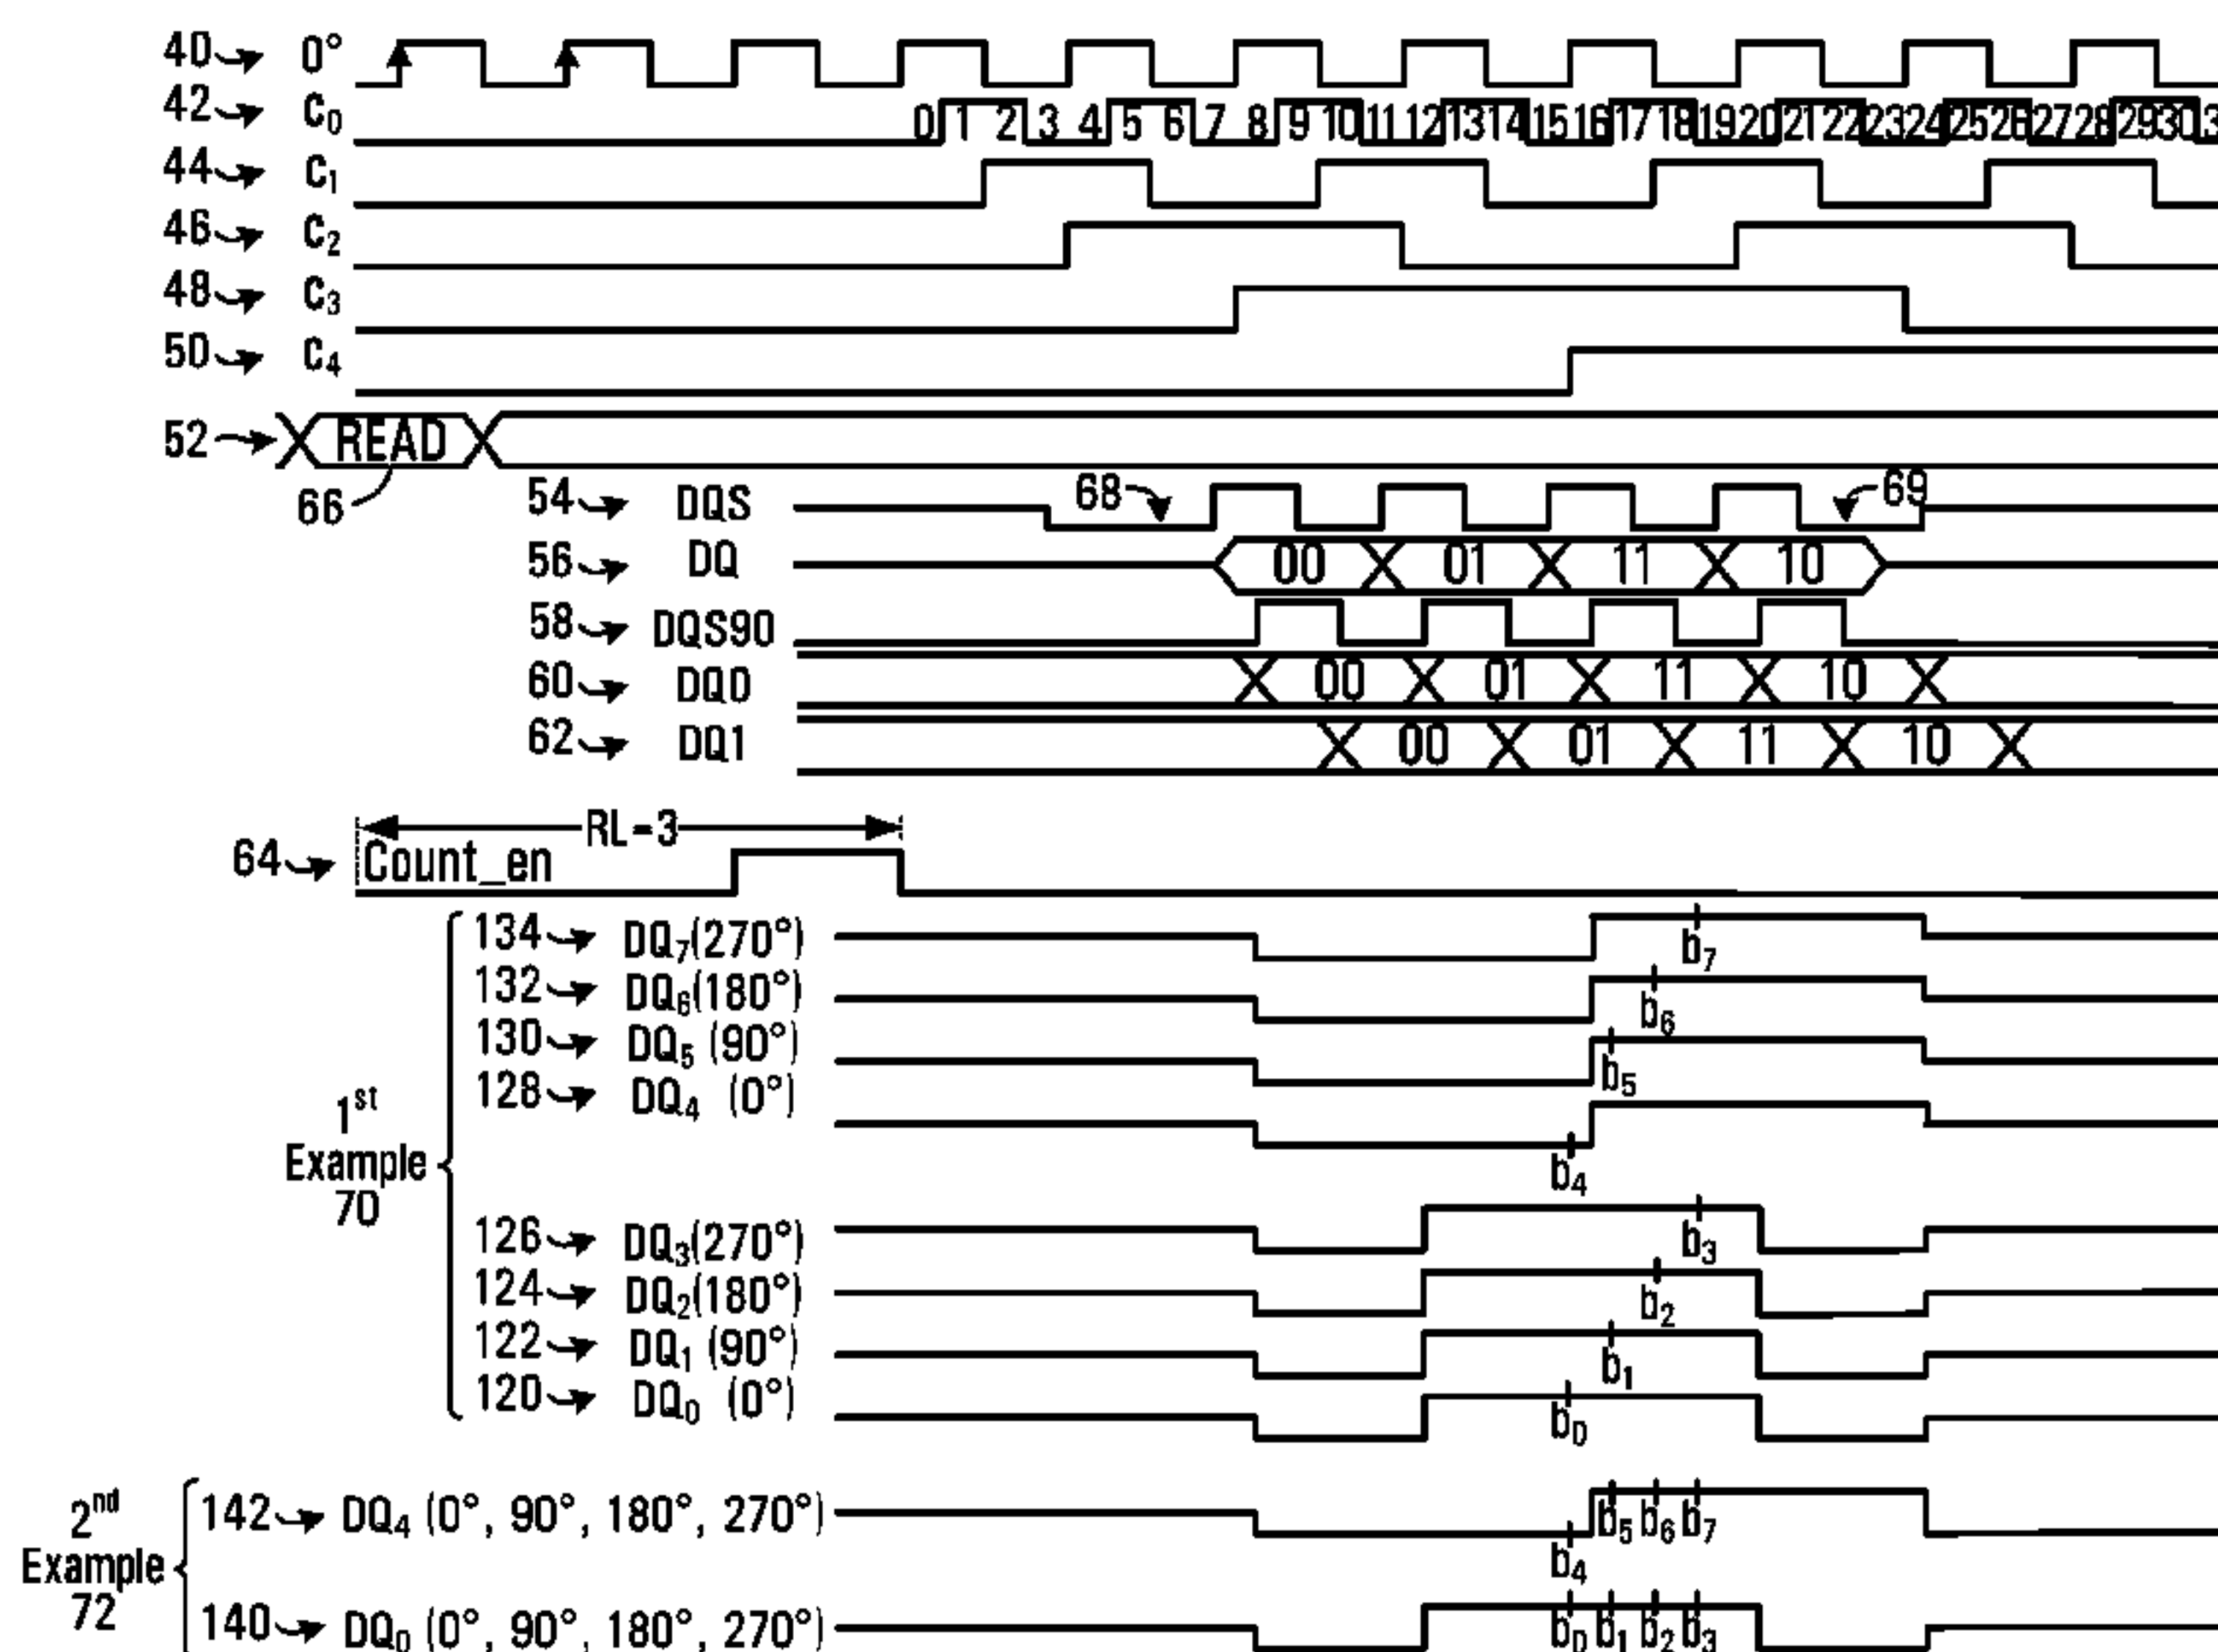 40 0°
42 C₀ 0 1 2 3 4 5 6 7 8 9 10 11 12 13 14 15 16 17 18 19 20 21 22 23 24 25 26 27 28 29 30 3
44 C₁
46 C₂
48 C₃
50 C₄
52 READ
66
54 DQS 68 69
56 DQ 00 01 11 10
58 DQS90
60 DQ0 00 01 11 10
62 DQ1 00 01 11 10
RL=3
64 Count_en
134 DQ₇(270°) b₇
132 DQ₆(180°) b₆
130 DQ₅ (90°) b₅
128 DQ₄ (0°) b₄
1st Example 70
126 DQ₃(270°) b₃
124 DQ₂(180°) b₂
122 DQ₁ (90°) b₁
120 DQ₀ (0°) b₀
2nd Example 72
142 DQ₄ (0°, 90°, 180°, 270°) b₄ b₅ b₆ b₇
140 DQ₀ (0°, 90°, 180°, 270°) b₀ b₁ b₂ b₃